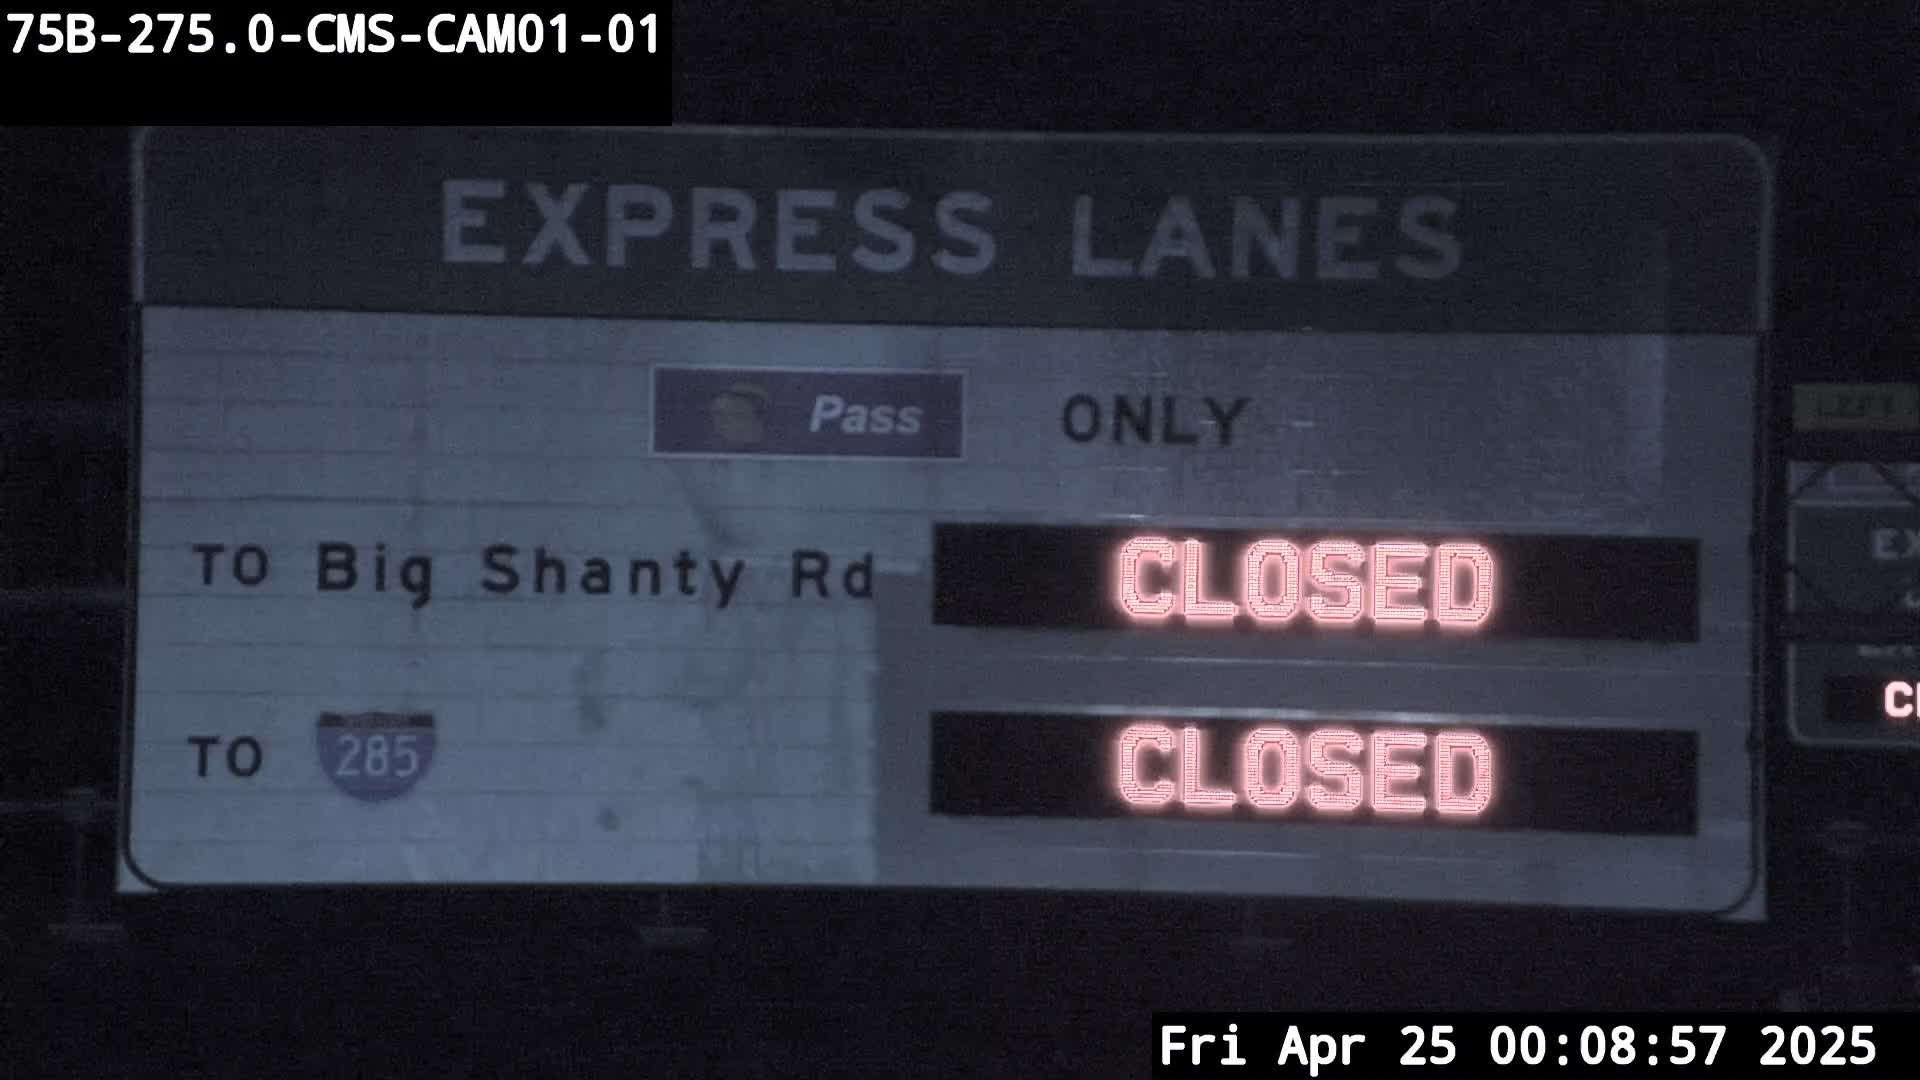 75B-275.0-CMS-CAM01-01
EXPRESS LANES
Pass ONLY
TO Big Shanty Rd CLOSED
TO 285 CLOSED
Fri Apr 25 00:08:57 2025